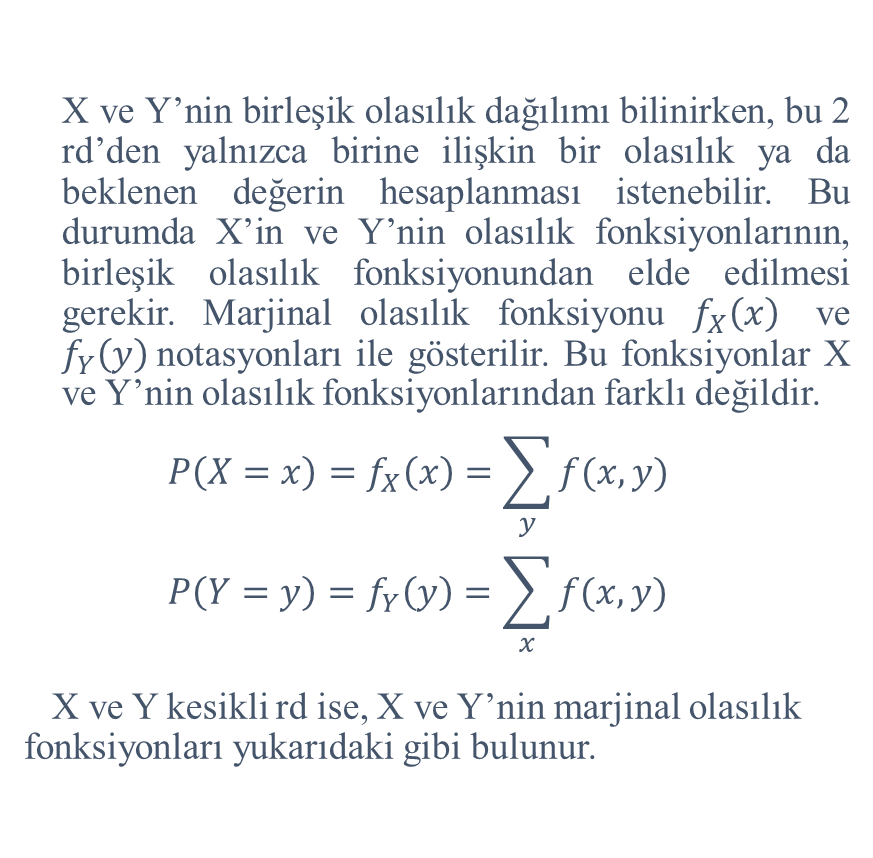 X ve Y’nin birleşik olasılık dağılımı bilinirken, bu 2
rd’den yalnızca birine ilişkin bir olasılık ya da
beklenen değerin hesaplanması istenebilir. Bu
durumda X’in ve Y’nin olasılık fonksiyonlarının,
birleşik olasılık fonksiyonundan elde edilmesi
gerekir. Marjinal olasılık fonksiyonu f_X(x) ve
f_Y(y) notasyonları ile gösterilir. Bu fonksiyonlar X
ve Y’nin olasılık fonksiyonlarından farklı değildir.
P(X = x) = f_X(x) = ∑_y f(x, y)
P(Y = y) = f_Y(y) = ∑_x f(x, y)
X ve Y kesikli rd ise, X ve Y’nin marjinal olasılık
fonksiyonları yukarıdaki gibi bulunur.